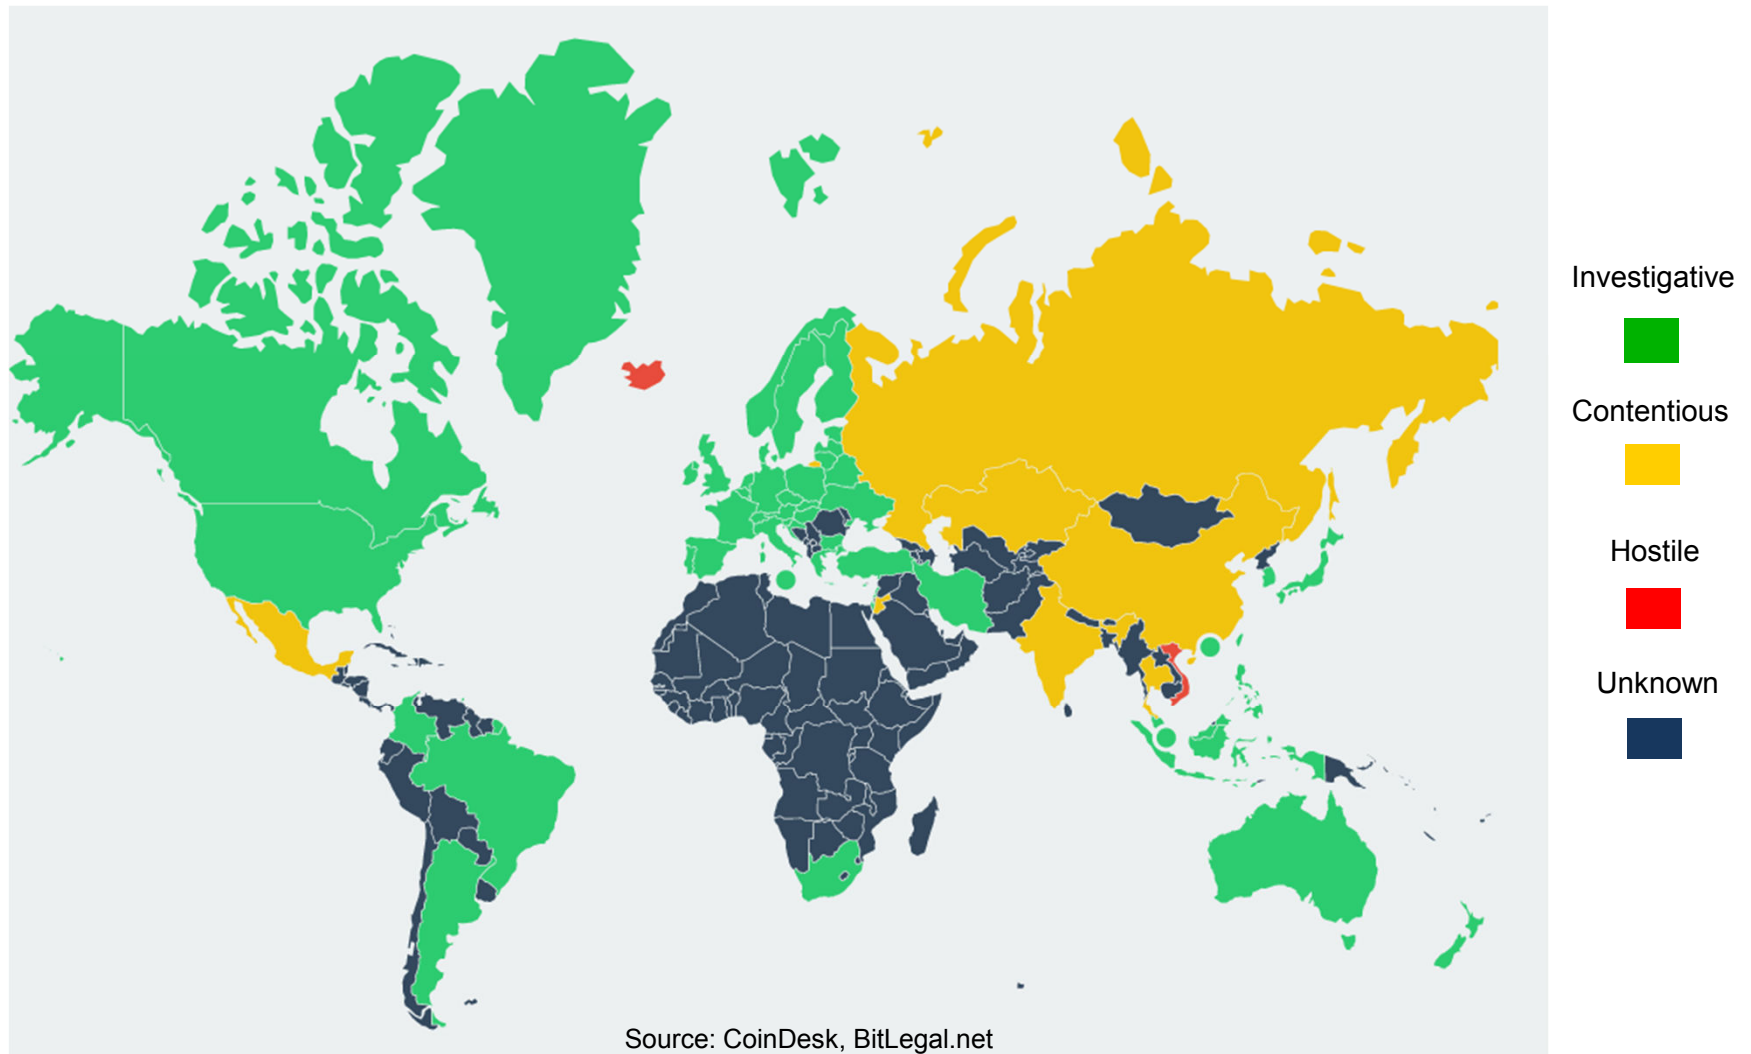 Investigative
Contentious
Hostile
Unknown
Source: CoinDesk, BitLegal.net